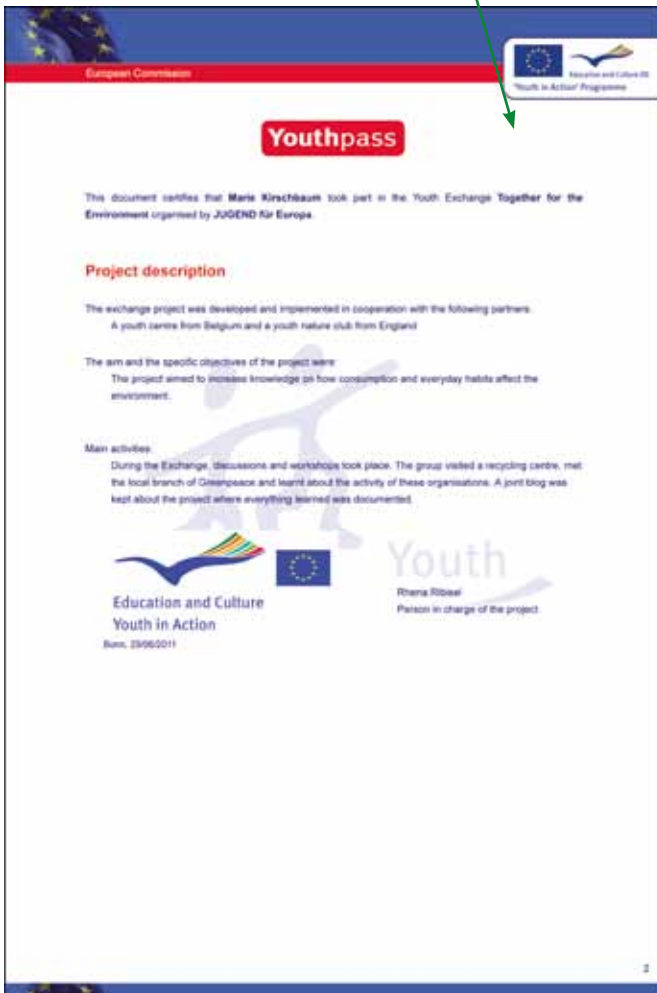 European Commission
Education and Culture DG
'Youth in Action' Programme
Youthpass
This document certifies that Marie Kirschbaum took part in the Youth Exchange Together for the
Environment organised by JUGEND für Europa.
Project description
The exchange project was developed and implemented in cooperation with the following partners:
A youth centre from Belgium and a youth nature club from England
The aim and the specific objectives of the project were:
The project aimed to increase knowledge on how consumption and everyday habits affect the
environment.
Main activities:
During the Exchange, discussions and workshops took place. The group visited a recycling centre, met
the local branch of Greenpeace and learnt about the activity of these organisations. A joint blog was
kept about the project where everything learned was documented.
Youth
Education and Culture
Youth in Action
Rhena
Person in charge of the project
Bonn, 29/06/2011
2